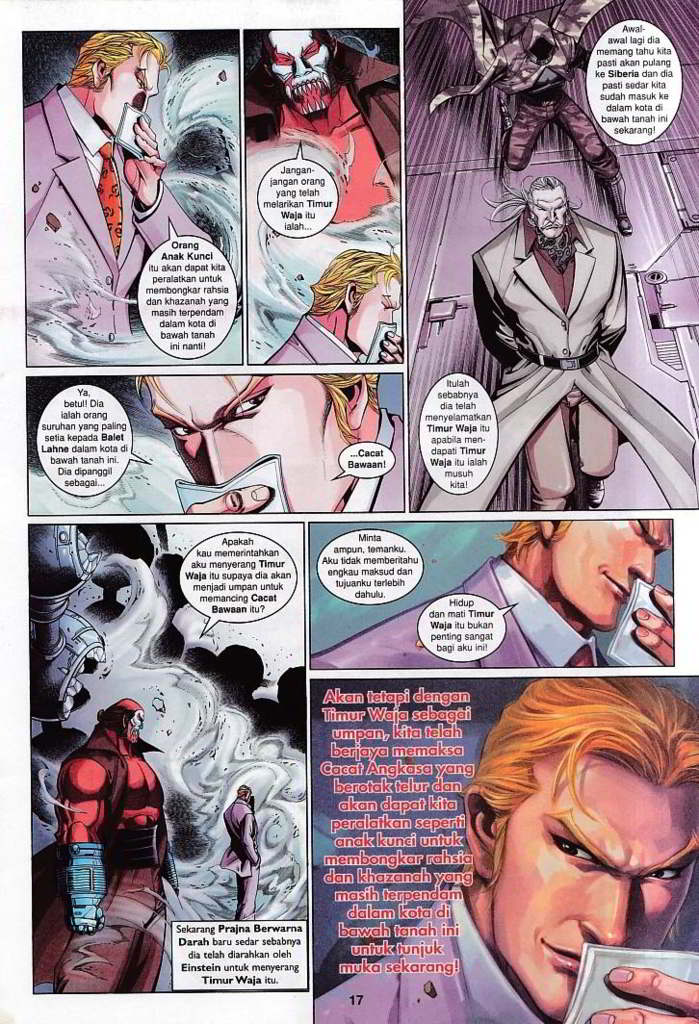 Orang
Anak Kunci
itu akan dapat kita
peralatkan untuk
membongkar rahsia
dan khazanah yang
masih terpendam
dalam kota di
bawah tanah
ini nanti!
Jangan-
jangan orang
yang telah
melarikan Timur
Waja itu
ialah...
Awal-
awal lagi dia
memang tahu kita
pasti akan pulang
ke Siberia dan dia
pasti sedar kita
sudah masuk ke
dalam kota di
bawah tanah ini
sekarang!
Itulah
sebabnya
dia telah
menyelamatkan
Timur Waja
itu apabila men-
dapati Timur
Waja itu ialah
musuh
kita!
Ya,
betul! Dia
ialah orang
suruhan yang paling
setia kepada Balet
Lahne dalam kota di
bawah tanah ini.
Dia dipanggil
sebagai...
...Cacat
Bawaan!
Apakah
kau memerintahkan
aku menyerang Timur
Waja itu supaya dia akan
menjadi umpan untuk
memancing Cacat
Bawaan itu?
Sekarang Prajna Berwarna
Darah baru sedar sebabnya
dia telah diarahkan oleh
Einstein untuk menyerang
Timur Waja itu.
Minta
ampun, temanku.
Aku tidak memberitahu
engkau maksud dan
tujuanku terlebih
dahulu.
Hidup
dan mati Timur
Waja itu bukan
penting sangat
bagi aku ini!
Akan tetapi dengan
Timur Waja sebagai
umpan, kita telah
berjaya memaksa
Cacat Angkasa yang
berotak telur dan
akan dapat kita
peralatkan seperti
anak kunci untuk
membongkar rahsia
dan khazanah yang
masih terpendam
dalam kota di
bawah tanah ini
untuk tunjuk
muka sekarang!
17